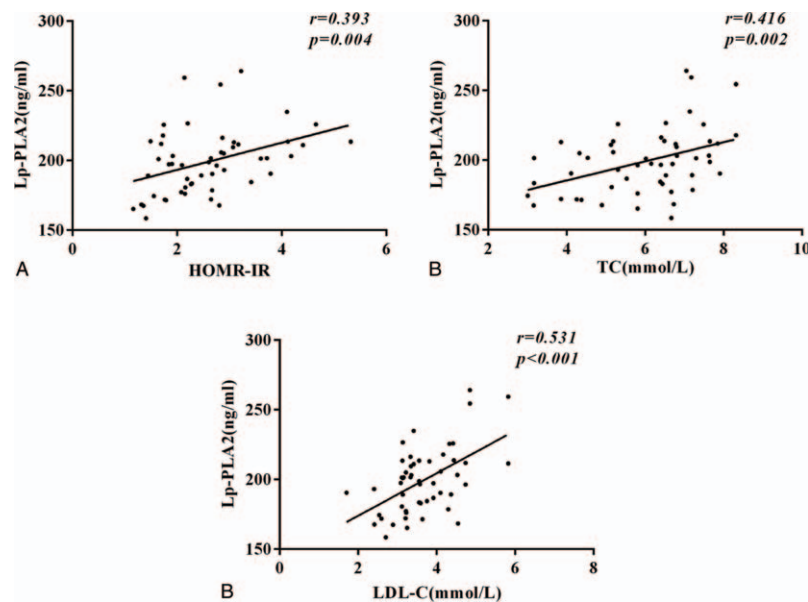 r=0.393
p=0.004
300
250
200
150
0
2
4
6
Lp-PLA2(ng/ml)
HOMR-IR
A
r=0.416
p=0.002
300
250
200
150
2
4
6
8
10
Lp-PLA2(ng/ml)
TC(mmol/L)
B
r=0.531
p<0.001
300
250
200
150
0
2
4
6
8
Lp-PLA2(ng/ml)
LDL-C(mmol/L)
B